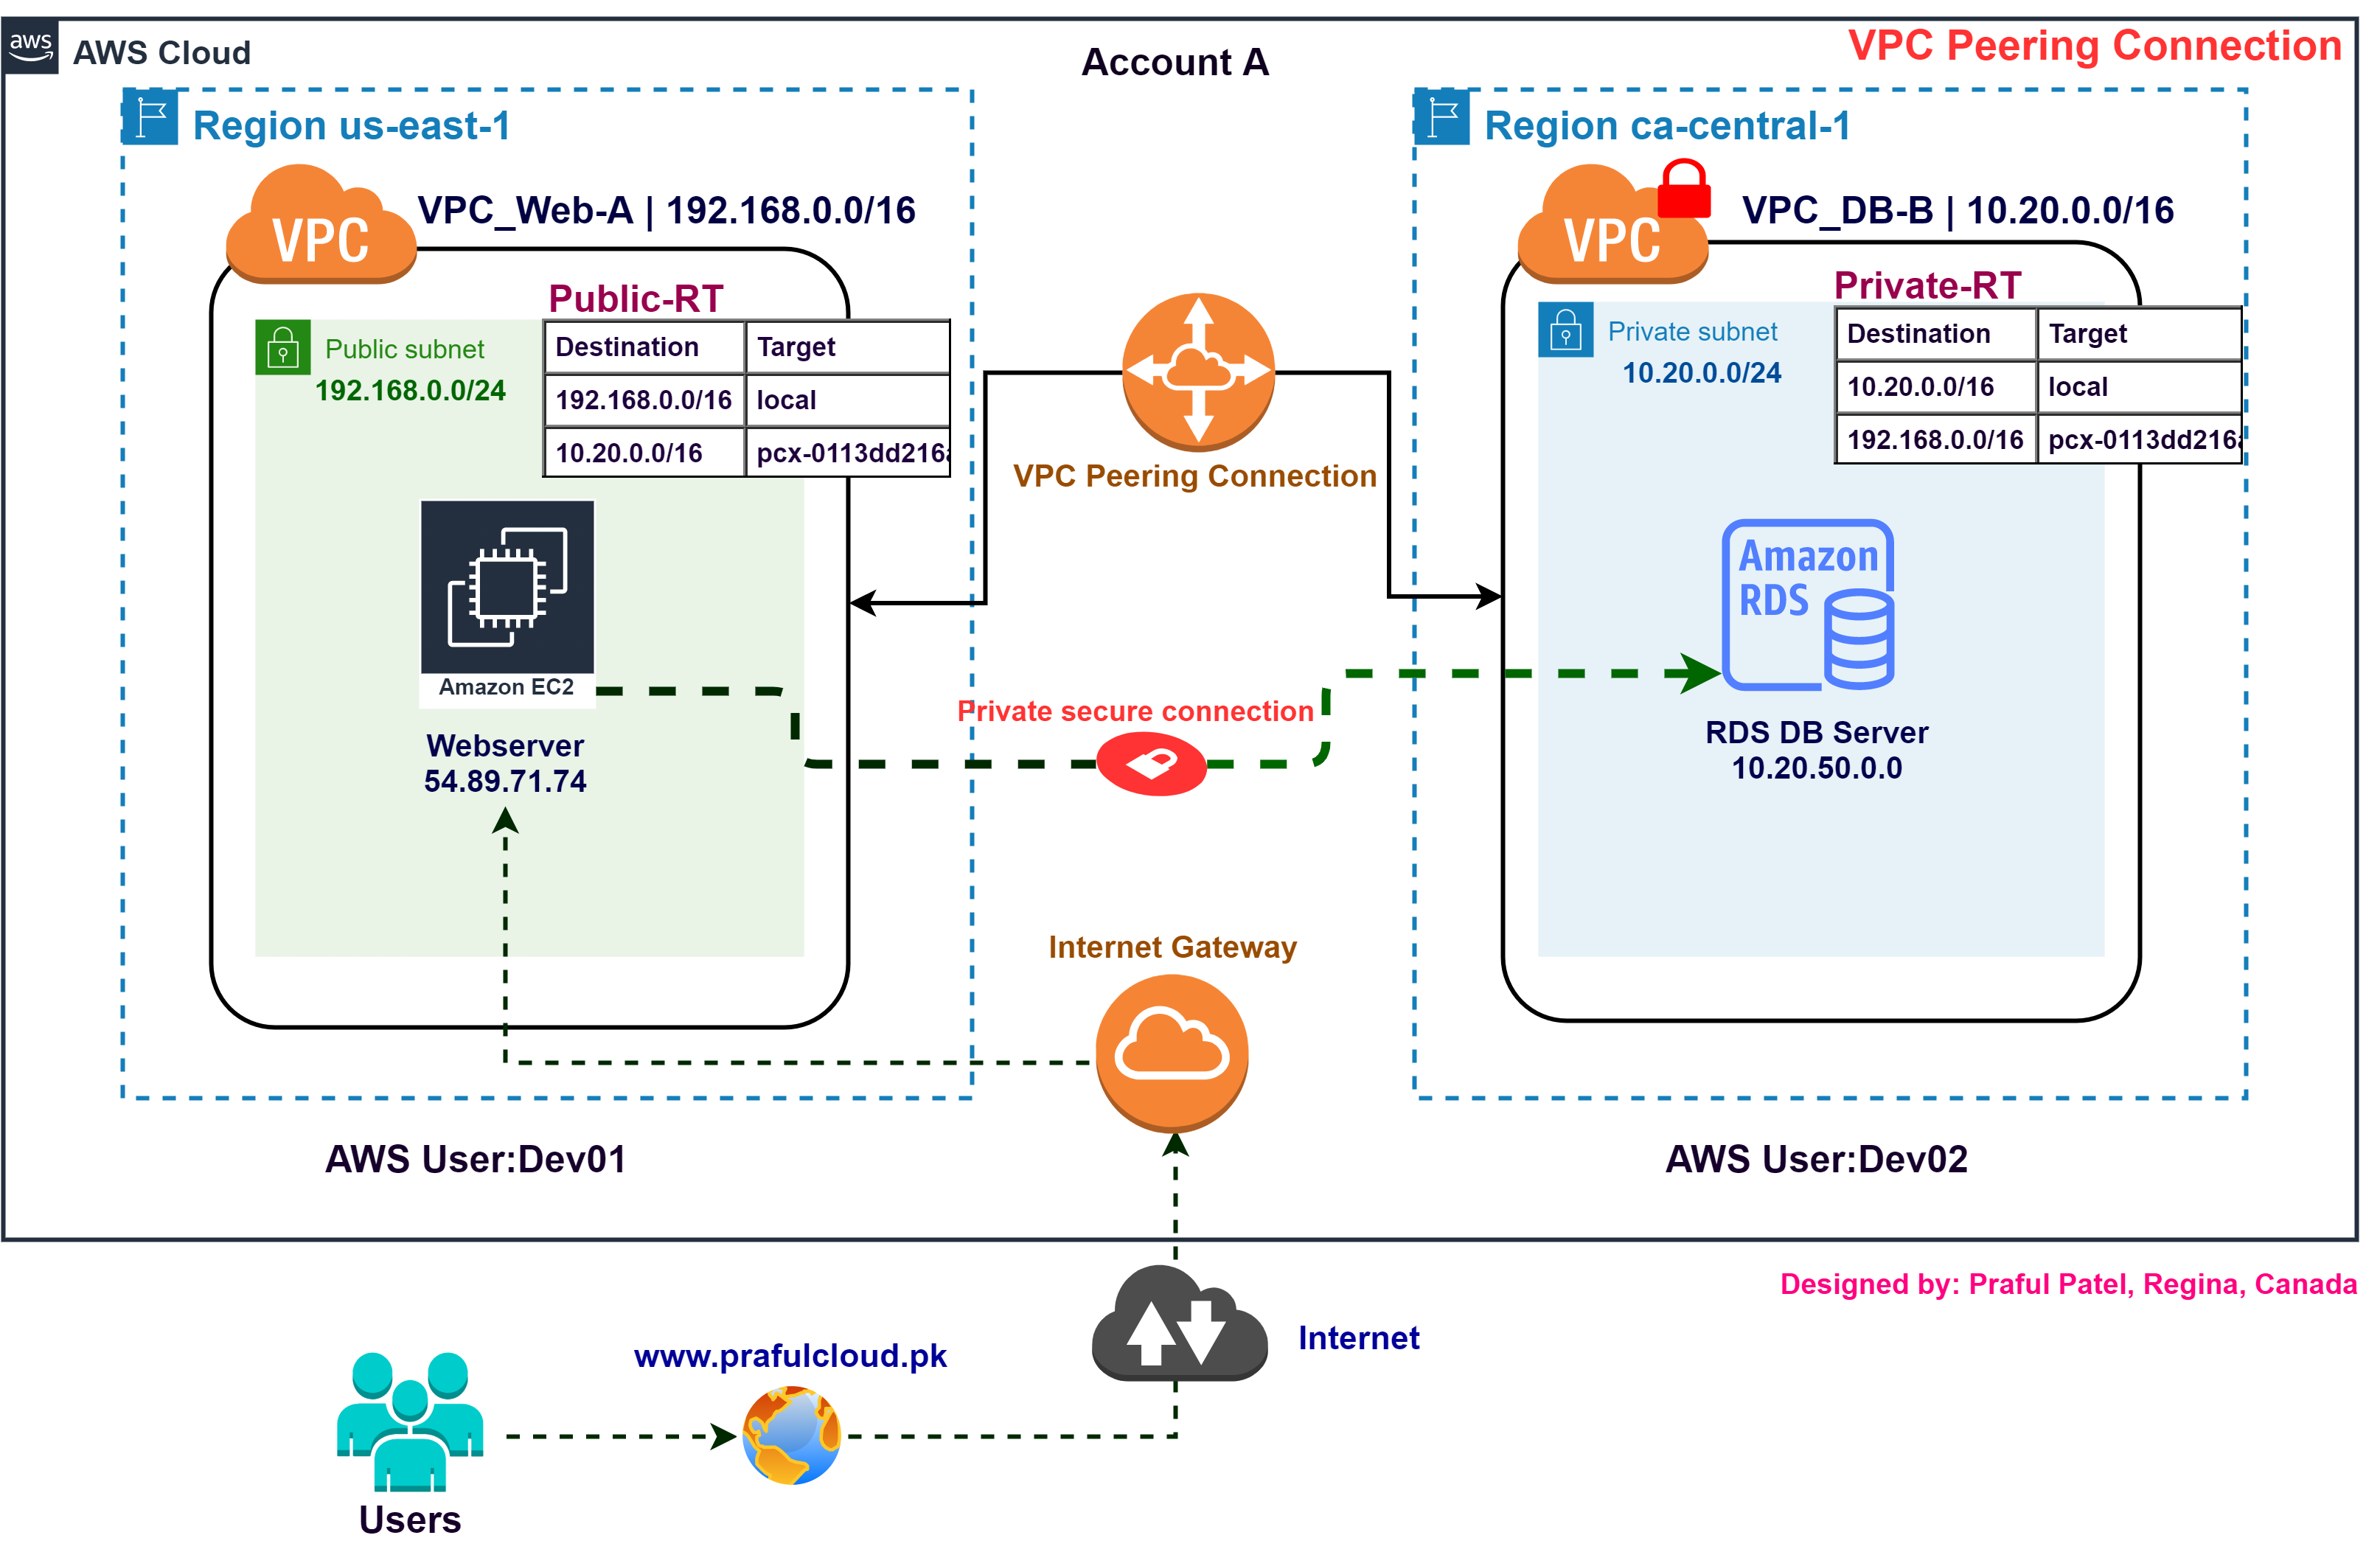 aws
AWS Cloud
Account A
VPC Peering Connection
Region us-east-1
Region ca-central-1
VPC
VPC_Web-A | 192.168.0.0/16
VPC
VPC_DB-B | 10.20.0.0/16
Public-RT
Public subnet
192.168.0.0/24
Destination Target
192.168.0.0/16 local
10.20.0.0/16 pcx-0113dd216
Private-RT
Private subnet
10.20.0.0/24
Destination Target
10.20.0.0/16 local
192.168.0.0/16 pcx-0113dd216
VPC Peering Connection
Amazon EC2
Webserver
54.89.71.74
Private secure connection
Amazon
RDS
RDS DB Server
10.20.50.0.0
Internet Gateway
AWS User:Dev01
AWS User:Dev02
Designed by: Praful Patel, Regina, Canada
Internet
www.prafulcloud.pk
Users